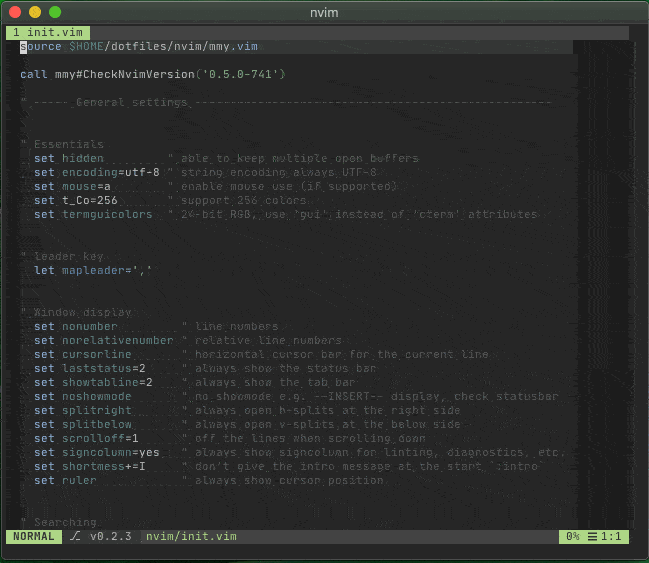 nvim
1 init.vim
source $HOME/dotfiles/nvim/mmy.vim
call mmy#CheckNvimVersion('0.5.0-741')
" ----- General settings --------------------------------------------------
" Essentials
set hidden " able to keep multiple open buffers
set encoding=utf-8 " string encoding always UTF-8
set mouse=a " enable mouse use (if supported)
set t_Co=256 " support 256 colors
set termguicolors " 24-bit RGB, use "gui" instead of "cterm" attributes
" Leader key
let mapleader=','
" Window display
set nonumber " line numbers
set norelativenumber " relative line numbers
set cursorline " horizontal cursor bar for the current line
set laststatus=2 " always show the status bar
set showtabline=2 " always show the tab bar
set noshowmode " no showmode e.g. --INSERT-- display, check statusbar
set splitright " always open h-splits at the right side
set splitbelow " always open v-splits at the below side
set scrolloff=1 " off the lines when scrolling down
set signcolumn=yes " always show signcolumn for linting, diagnostics, etc.
set shortmess+=I " don't give the intro message at the start `:intro`
set ruler " always show cursor position
" Searching
NORMAL v0.2.3 nvim/init.vim 0% ☰ 1:1